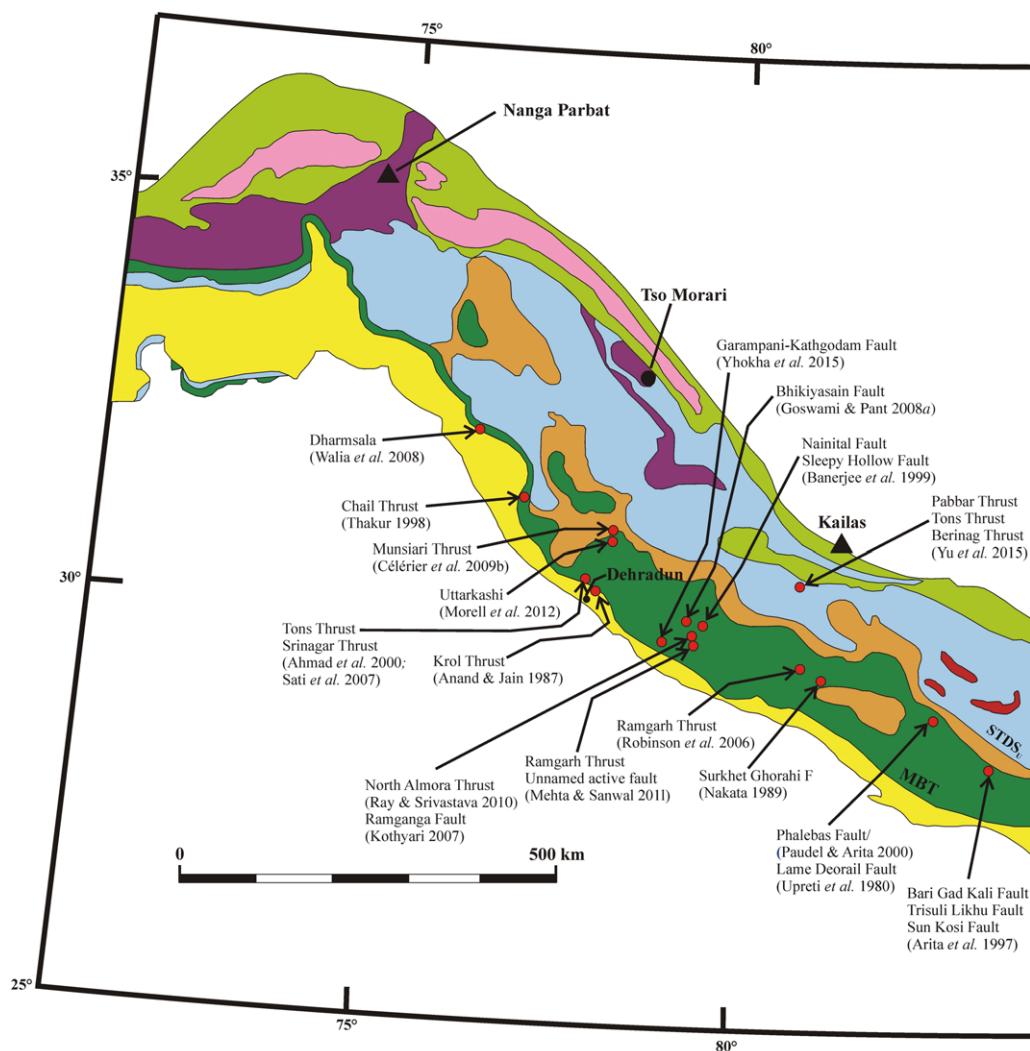 75°
80°
Nanga Parbat
35°
Tso Morari
Garampani-Kathgodam Fault
(Yhokha et al. 2015)
Bhikiyasain Fault
(Goswami & Pant 2008a)
Nainital Fault
Sleepy Hollow Fault
(Banerjee et al. 1999)
Dharmsala
(Walia et al. 2008)
Chail Thrust
(Thakur 1998)
Pabbar Thrust
Tons Thrust
Berinag Thrust
(Yu et al. 2015)
Kailas
Munsiari Thrust
(Célérier et al. 2009b)
30°
Dehradun
Uttarkashi
(Morell et al. 2012)
Tons Thrust
Srinagar Thrust
(Ahmad et al. 2000;
Sati et al. 2007)
Krol Thrust
(Anand & Jain 1987)
Ramgarh Thrust
(Robinson et al. 2006)
STDSU
MBT
North Almora Thrust
(Ray & Srivastava 2010)
Ramganga Fault
(Kothyari 2007)
Ramgarh Thrust
Unnamed active fault
(Mehta & Sanwal 2011)
Surkhet Ghorahi F
(Nakata 1989)
Phalebas Fault/
(Paudel & Arita 2000)
Lame Deorail Fault
(Upreti et al. 1980)
Bari Gad Kali Fault
Trisuli Likhu Fault
Sun Kosi Fault
(Arita et al. 1997)
0
500 km
25°
75°
80°